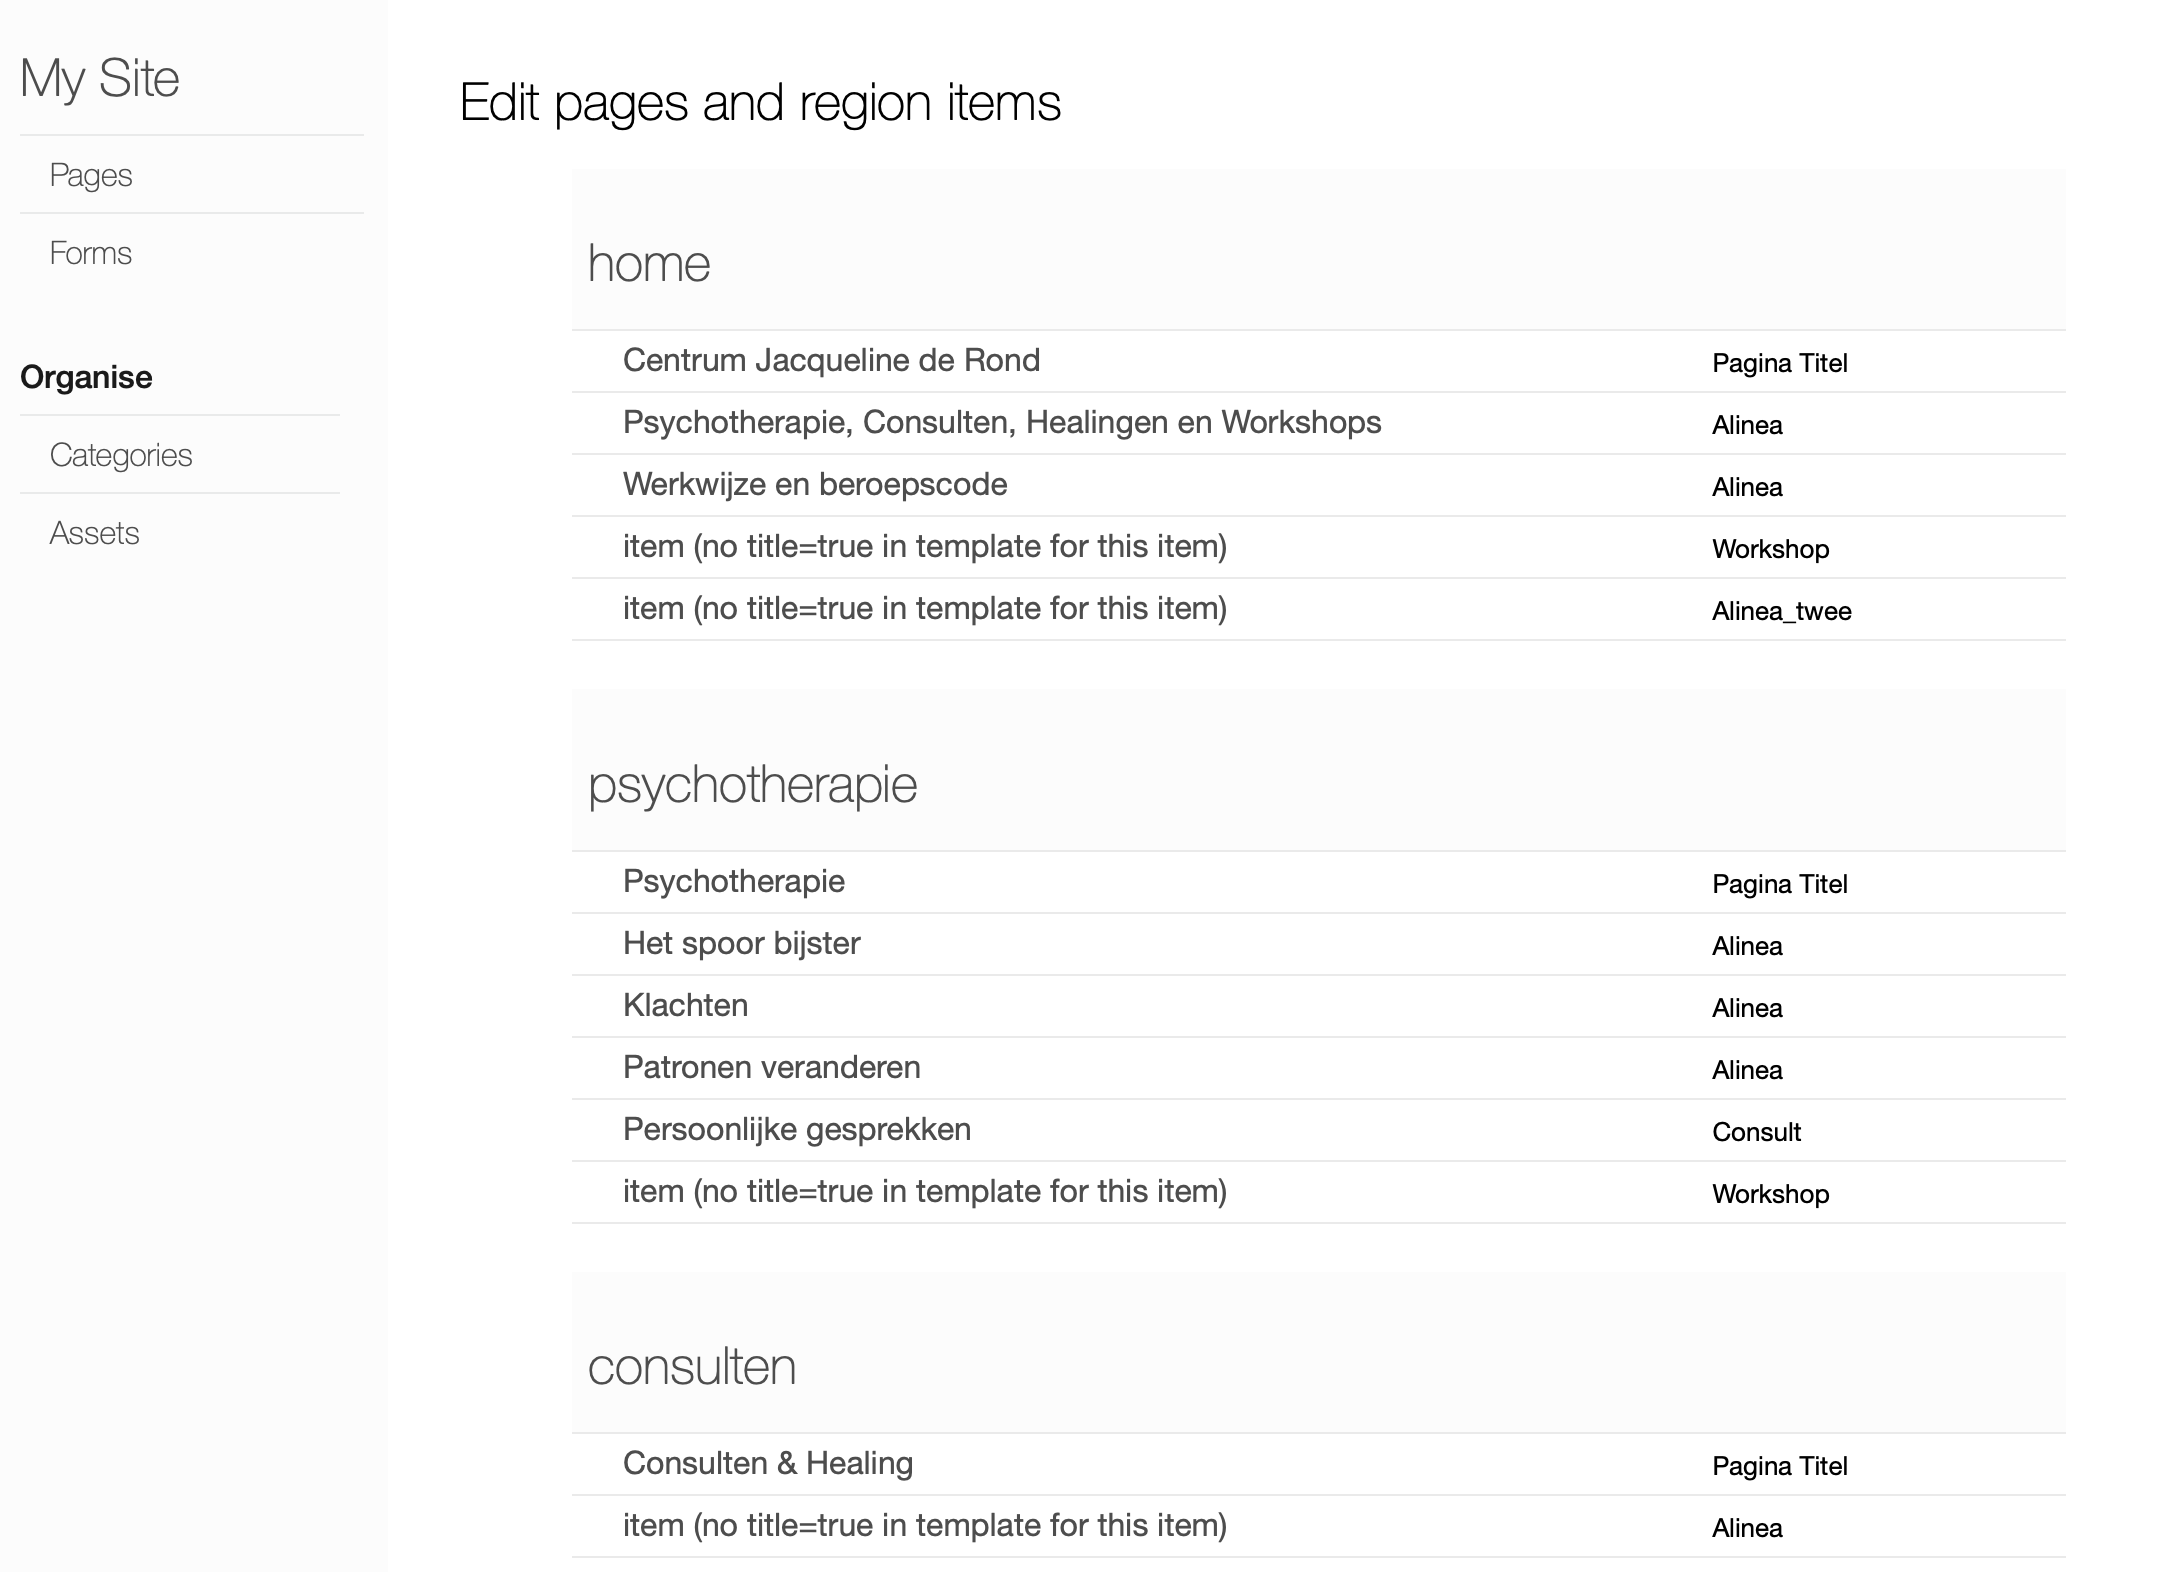 My Site
Pages
Forms
Organise
Categories
Assets
Edit pages and region items
home
Centrum Jacqueline de Rond Pagina Titel
Psychotherapie, Consulten, Healingen en Workshops Alinea
Werkwijze en beroepscode Alinea
item (no title=true in template for this item) Workshop
item (no title=true in template for this item) Alinea_twee
psychotherapie
Psychotherapie Pagina Titel
Het spoor bijster Alinea
Klachten Alinea
Patronen veranderen Alinea
Persoonlijke gesprekken Consult
item (no title=true in template for this item) Workshop
consulten
Consulten & Healing Pagina Titel
item (no title=true in template for this item) Alinea